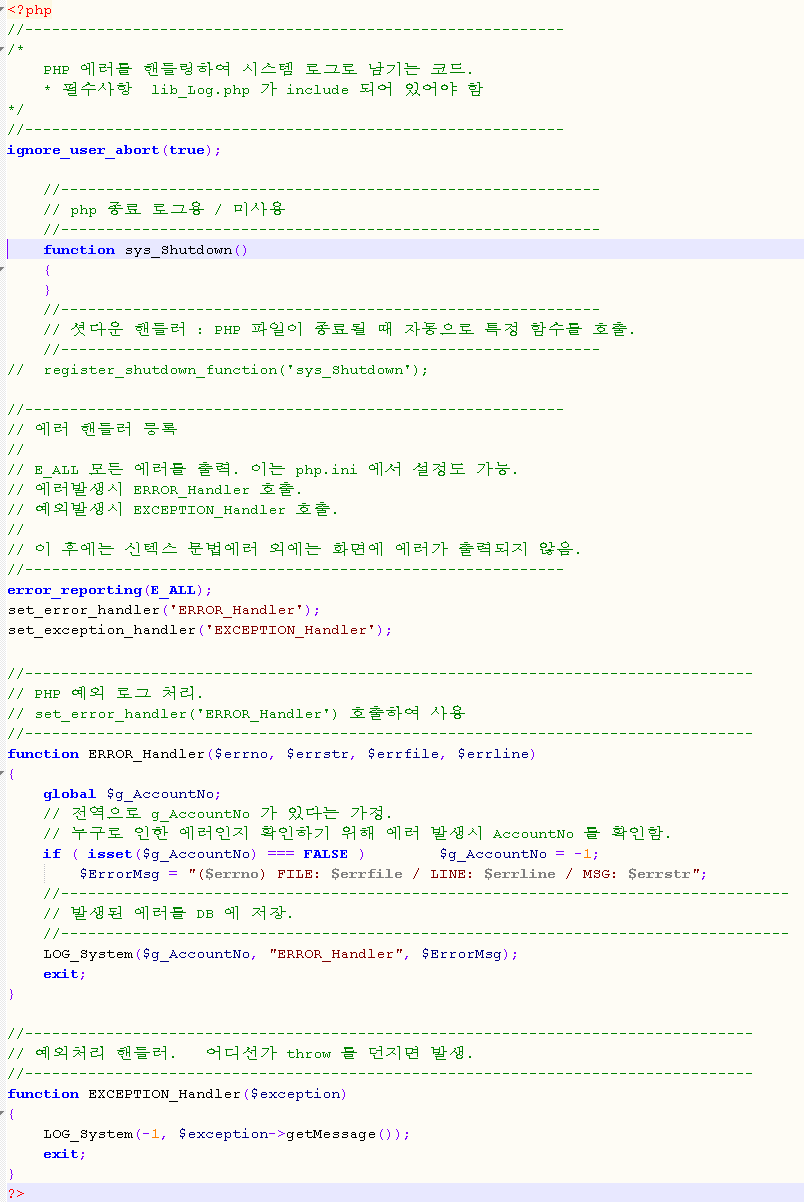 <?php
//------------------------------------------------------------
/*
    PHP 에러를 핸들링하여 시스템 로그로 남기는 코드.
    * 필수사항  lib_Log.php 가 include 되어 있어야 함
*/
//------------------------------------------------------------
ignore_user_abort(true);
    //------------------------------------------------------------
    // php 종료 로그용 / 미사용
    //------------------------------------------------------------
    function sys_Shutdown()
    {
    }
    //------------------------------------------------------------
    // 셧다운 핸들러 : PHP 파일이 종료될 때 자동으로 특정 함수를 호출.
    //------------------------------------------------------------
//  register_shutdown_function('sys_Shutdown');
//------------------------------------------------------------
// 에러 핸들러 등록
//
// E_ALL 모든 에러를 출력. 이는 php.ini 에서 설정도 가능.
// 에러발생시 ERROR_Handler 호출.
// 예외발생시 EXCEPTION_Handler 호출.
//
// 이 후에는 신텍스 문법에러 외에는 화면에 에러가 출력되지 않음.
//------------------------------------------------------------
error_reporting(E_ALL);
set_error_handler('ERROR_Handler');
set_exception_handler('EXCEPTION_Handler');
//---------------------------------------------------------------------------------
// PHP 예외 로그 처리.
// set_error_handler('ERROR_Handler') 호출하여 사용
//---------------------------------------------------------------------------------
function ERROR_Handler($errno, $errstr, $errfile, $errline)
{
    global $g_AccountNo;
    // 전역으로 g_AccountNo 가 있다는 가정.
    // 누구로 인한 에러인지 확인하기 위해 에러 발생시 AccountNo 를 확인함.
    if ( isset($g_AccountNo) === FALSE )        $g_AccountNo = -1;
        $ErrorMsg = "($errno) FILE: $errfile / LINE: $errline / MSG: $errstr";
    //---------------------------------------------------------------------------------
    // 발생된 에러를 DB 에 저장.
    //---------------------------------------------------------------------------------
    LOG_System($g_AccountNo, "ERROR_Handler", $ErrorMsg);
    exit;
}
//---------------------------------------------------------------------------------
// 예외처리 핸들러.   어디선가 throw 를 던지면 발생.
//---------------------------------------------------------------------------------
function EXCEPTION_Handler($exception)
{
    LOG_System(-1, $exception->getMessage());
    exit;
}
?>